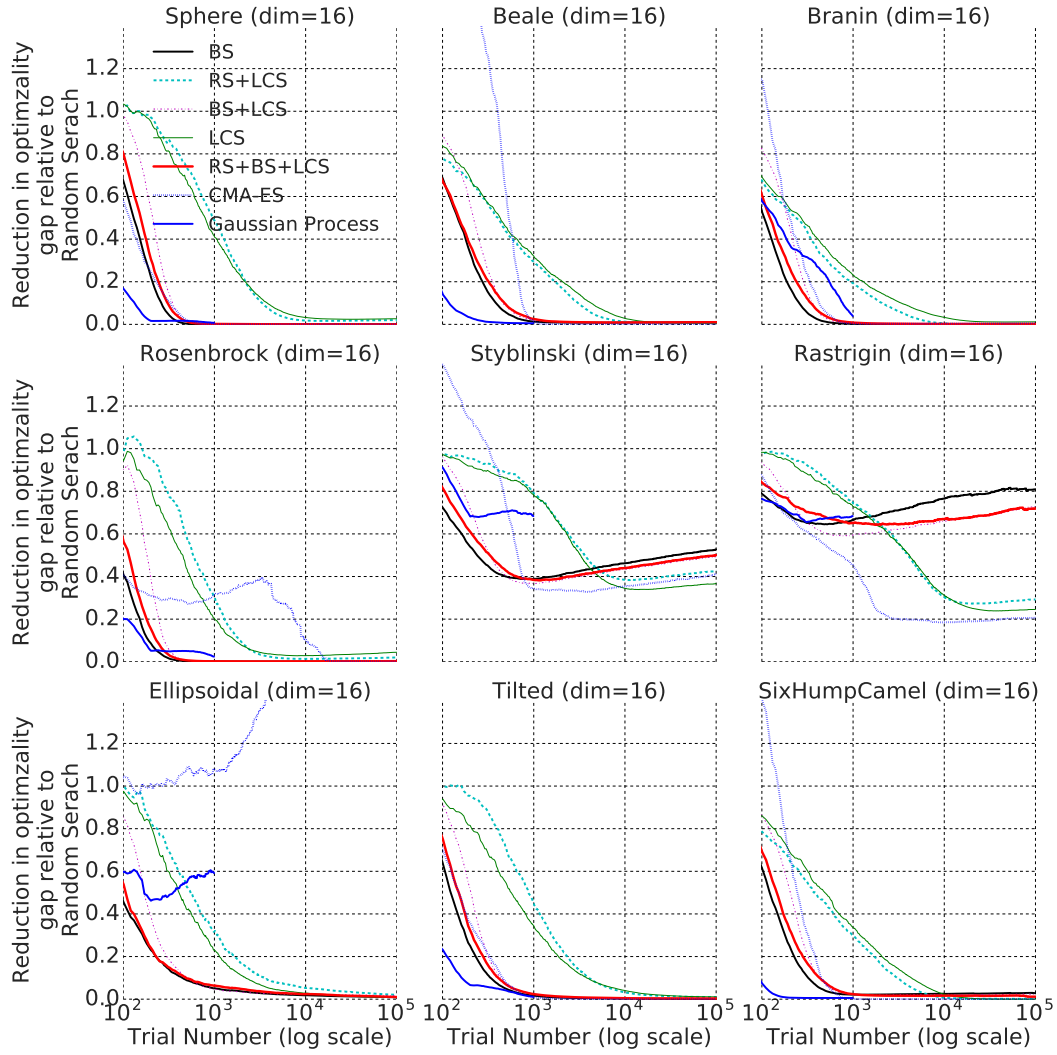 Sphere (dim=16)
Beale (dim=16)
Branin (dim=16)
Reduction in optimzality
gap relative to
Random Serach
1.2
1.0
0.8
0.6
0.4
0.2
0.0
BS
RS+LCS
BS+LCS
LCS
RS+BS+LCS
CMA-ES
Gaussian Process
Rosenbrock (dim=16)
Styblinski (dim=16)
Rastrigin (dim=16)
Reduction in optimzality
gap relative to
Random Serach
1.2
1.0
0.8
0.6
0.4
0.2
0.0
Ellipsoidal (dim=16)
Tilted (dim=16)
SixHumpCamel (dim=16)
Reduction in optimzality
gap relative to
Random Serach
1.2
1.0
0.8
0.6
0.4
0.2
0.0
10^2 10^3 10^4 10^5
Trial Number (log scale)
10^2 10^3 10^4 10^5
Trial Number (log scale)
10^2 10^3 10^4 10^5
Trial Number (log scale)